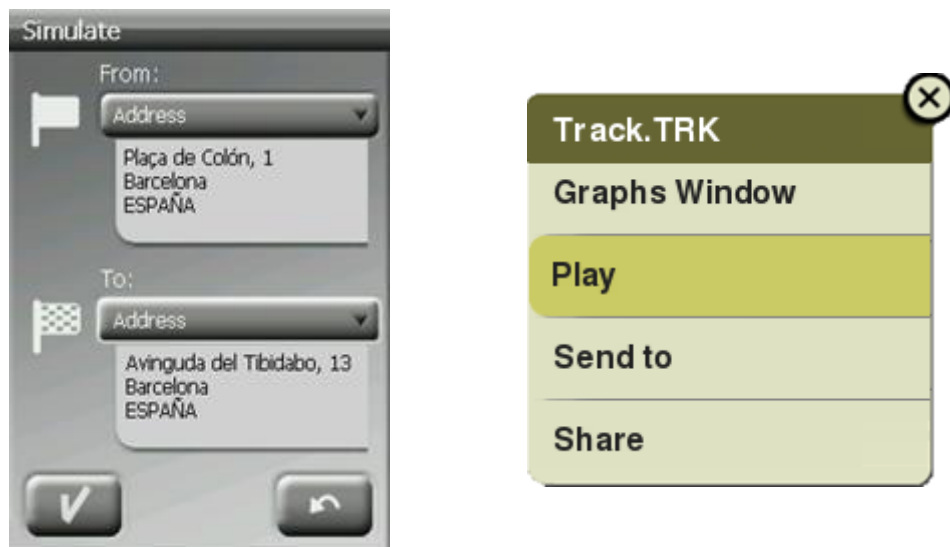 Simulate
From:
Address
Plaça de Colón, 1
Barcelona
ESPAÑA
To:
Address
Avinguda del Tibidabo, 13
Barcelona
ESPAÑA
Track.TRK
Graphs Window
Play
Send to
Share